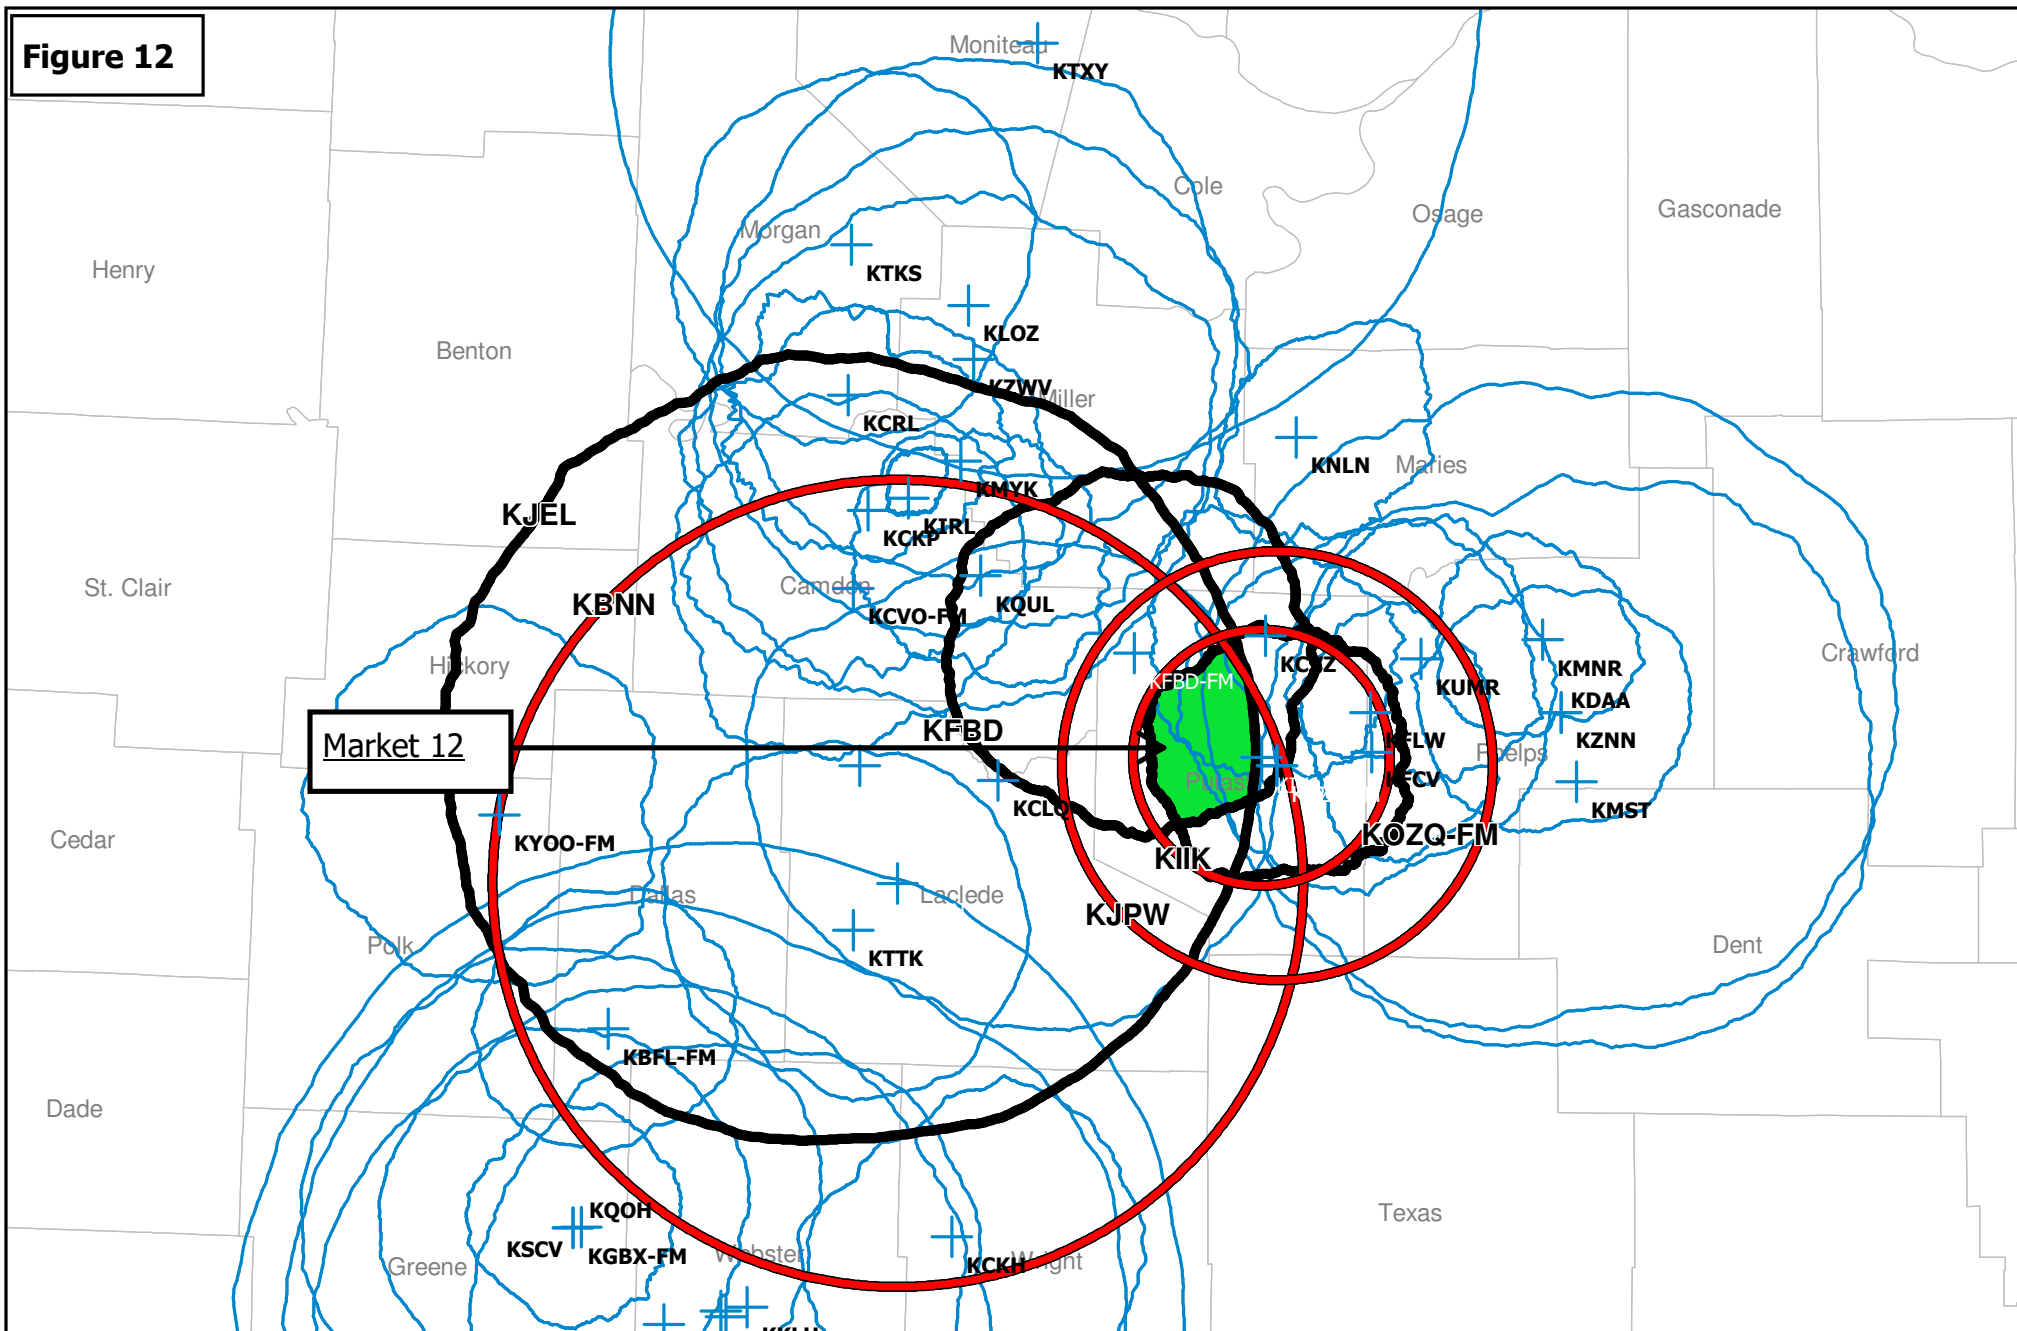 Figure 12
Moniteau
KTXY
Cole
Osage
Gasconade
Morgan
Henry
KTKS
KLOZ
Benton
KZWV
Miller
KCRL
KNLN
Maries
KMYK
KJEL
KIRL
KCKP
St. Clair
Camden
KBNN
KQUL
KCVO-FM
Hickory
Crawford
KMNR
KUMR
KFBD-FM
KDAA
KFBD
KFLW
KZNN
Market 12
Phelps
KFCV
KCLQ
KMST
Cedar
KYOO-FM
KOZQ-FM
KIIK
Dallas
Laclede
KJPW
Polk
Dent
KTTK
KBFL-FM
Dade
KQOH
Texas
KSCV
KGBX-FM
Webster
Greene
KCKH
Wright